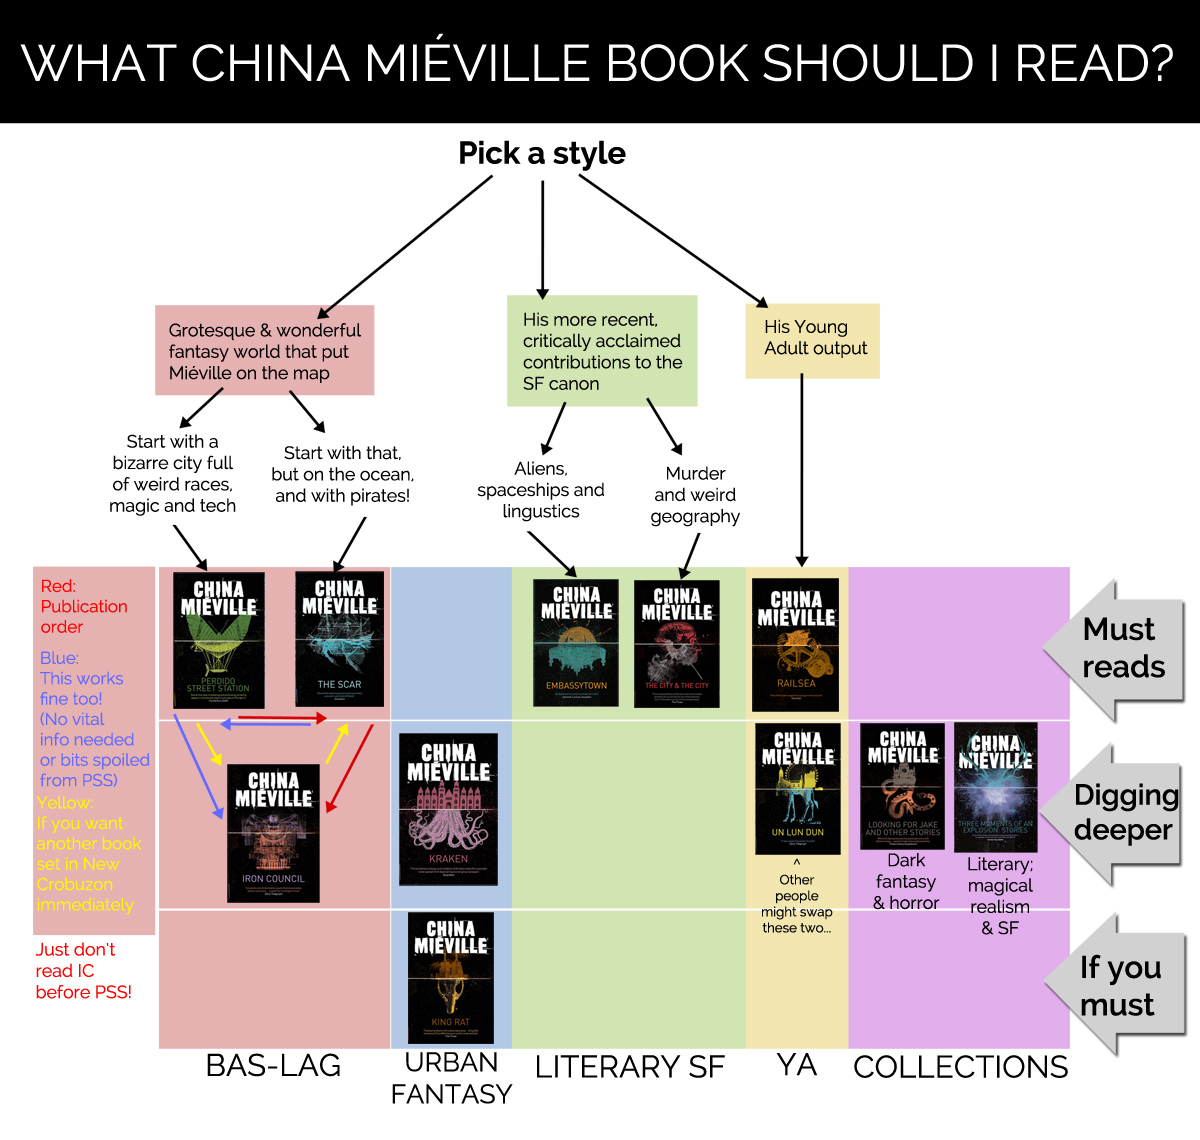 WHAT CHINA MIÉVILLE BOOK SHOULD I READ?
Pick a style
Grotesque & wonderful
fantasy world that put
Miéville on the map
His more recent,
critically acclaimed
contributions to the
SF canon
His Young
Adult output
Start with a
bizarre city full
of weird races,
magic and tech
Start with that,
but on the ocean,
and with pirates!
Aliens,
spaceships and
lingustics
Murder
and weird
geography
Red:
Publication
order
Blue:
This works
fine too!
(No vital
info needed
or bits spoiled
from PSS)
Yellow:
If you want
another book
set in New
Crobuzon
immediately
Just don't
read IC
before PSS!
CHINA
MIÉVILLE
PERDIDO
STREET STATION
CHINA
MIÉVILLE
THE SCAR
CHINA
MIÉVILLE
EMBASSYTOWN
CHINA
MIÉVILLE
THE CITY & THE CITY
CHINA
MIÉVILLE
RAILSEA
Must
reads
CHINA
MIÉVILLE
IRON COUNCIL
CHINA
MIÉVILLE
KRAKEN
CHINA
MIÉVILLE
UN LUN DUN
^
Other
people
might swap
these two...
CHINA
MIÉVILLE
LOOKING FOR JAKE
AND OTHER STORIES
Dark
fantasy
& horror
CHINA
MIÉVILLE
THREE MOMENTS OF AN
EXPLOSION: STORIES
Literary;
magical
realism
& SF
Digging
deeper
CHINA
MIÉVILLE
KING RAT
If you
must
BAS-LAG
URBAN
FANTASY
LITERARY SF
YA
COLLECTIONS